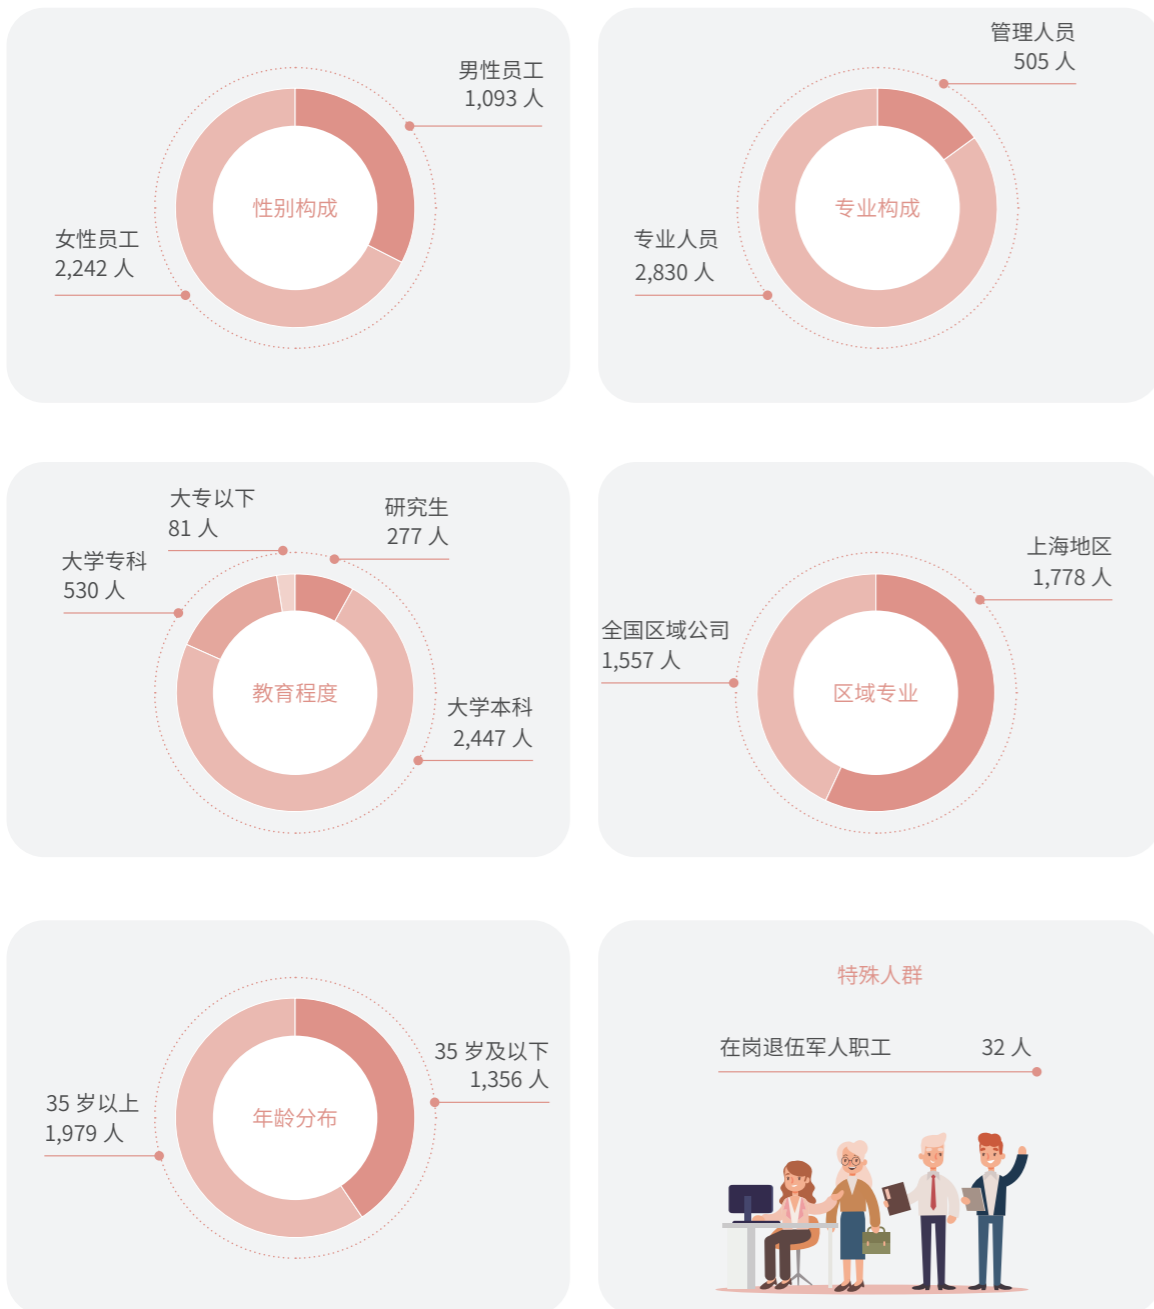 男性员工
1,093 人
性别构成
女性员工
2,242 人
管理人员
505 人
专业构成
专业人员
2,830 人
大专以下
81 人
研究生
277 人
大学专科
530 人
教育程度
大学本科
2,447 人
上海地区
1,778 人
全国区域公司
1,557 人
区域专业
35 岁及以下
1,356 人
35 岁以上
1,979 人
年龄分布
特殊人群
在岗退伍军人职工 32 人